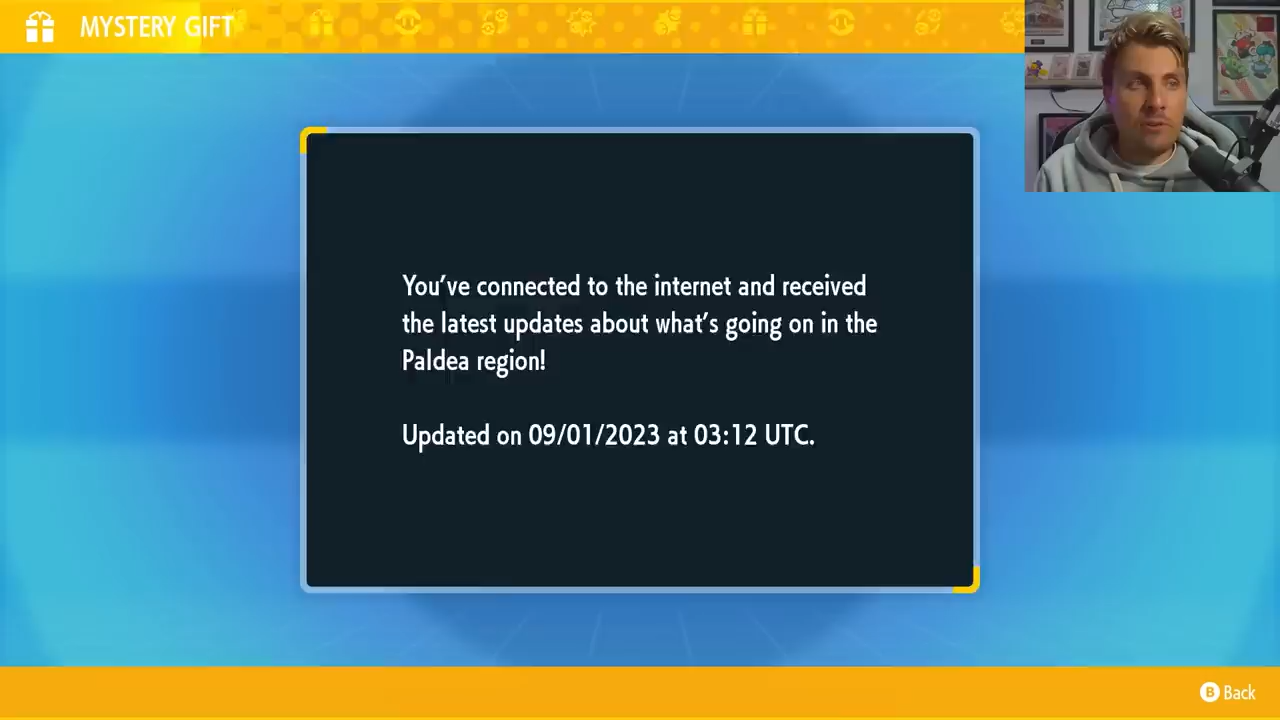 MYSTERY GIFT
You've connected to the internet and received
the latest updates about what's going on in the
Paldea region!
Updated on 09/01/2023 at 03:12 UTC.
B Back